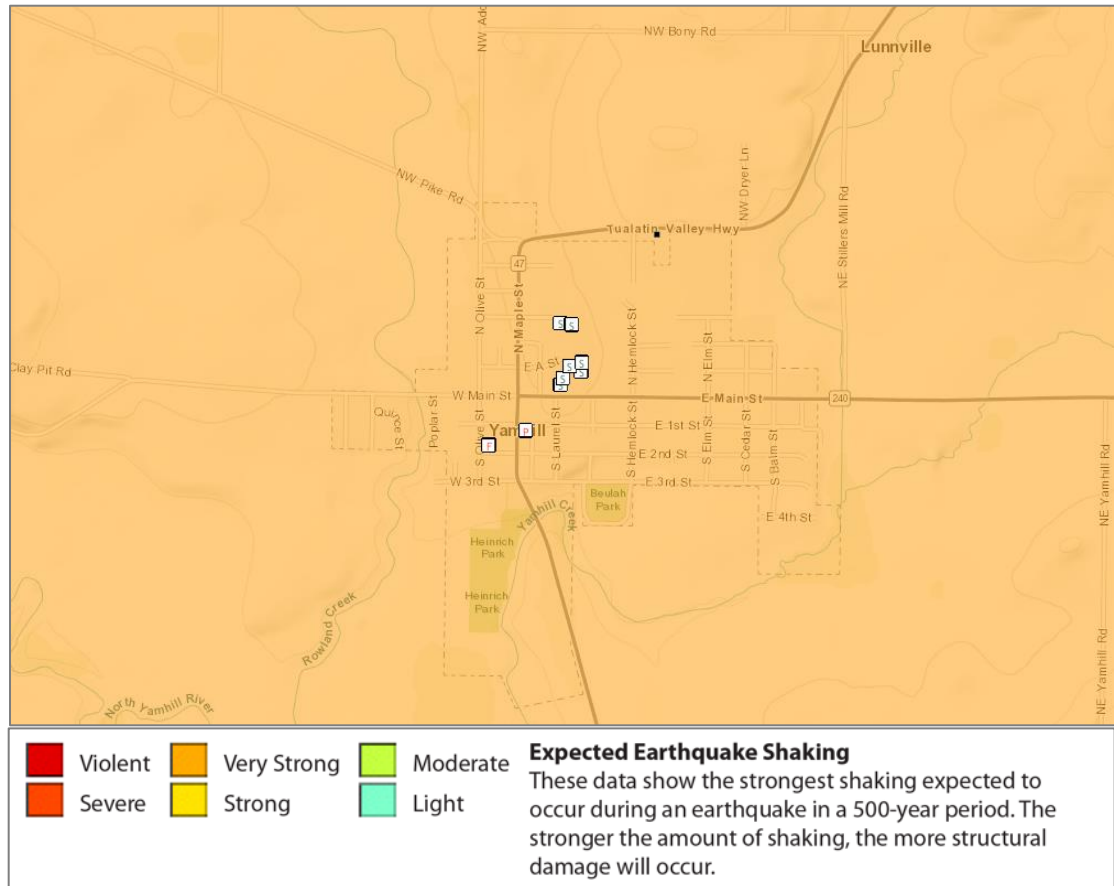 NW Bony Rd
Lunnville
NW Pike Rd
NW Dryer Ln
Tualatin-Valley-Hwy
47
NE Stillers Mill Rd
N Olive St
N Maple St
S
S
N Hemlock St
N Elm St
E A St
S
S
S
S
S
Clay Pit Rd
W Main St
E Main St
240
Quince St
Poplar St
S Olive St
Yamhill
P
F
S Laurel St
S Hemlock St
E 1st St
S Elm St
S Cedar St
S Balm St
E 2nd St
W 3rd St
E 3rd St
Beulah
Park
E 4th St
Yamhill Creek
Heinrich
Park
Heinrich
Park
NE Yamhill Rd
NE Yamhill Rd
Rowland Creek
North Yamhill River
Violent
Very Strong
Moderate
Severe
Strong
Light
Expected Earthquake Shaking
These data show the strongest shaking expected to
occur during an earthquake in a 500-year period. The
stronger the amount of shaking, the more structural
damage will occur.